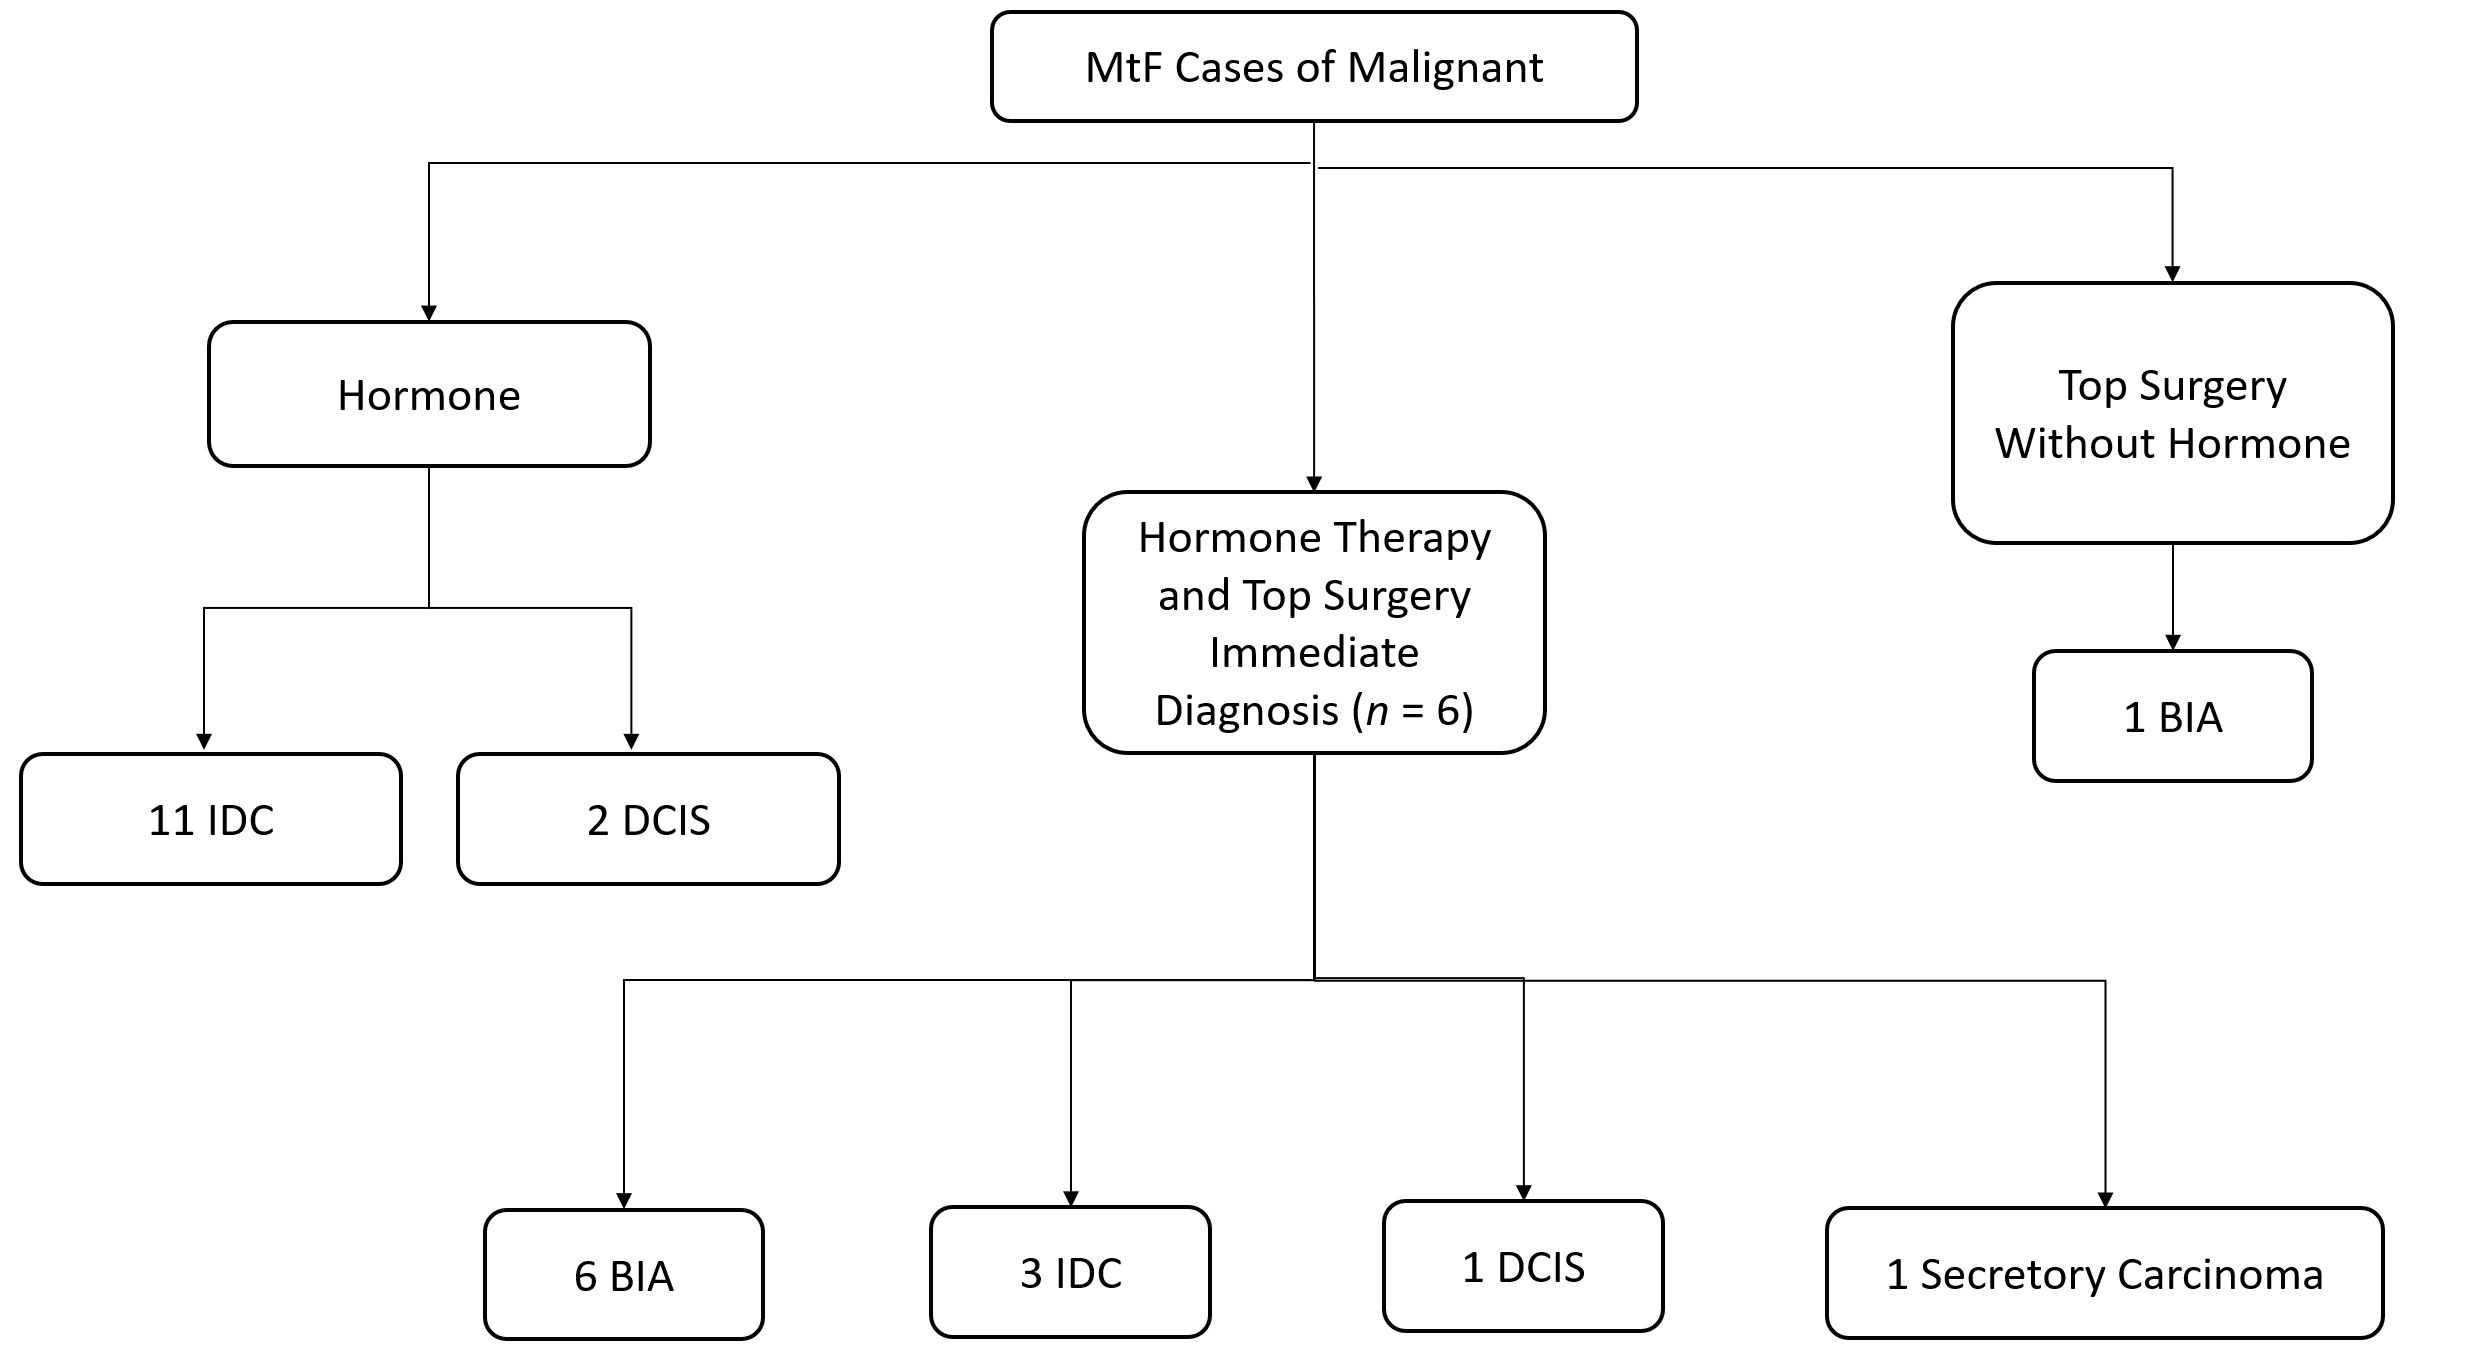 MtF Cases of Malignant
Hormone
Top Surgery
Without Hormone
Hormone Therapy
and Top Surgery
Immediate
Diagnosis (n = 6)
1 BIA
11 IDC
2 DCIS
6 BIA
3 IDC
1 DCIS
1 Secretory Carcinoma